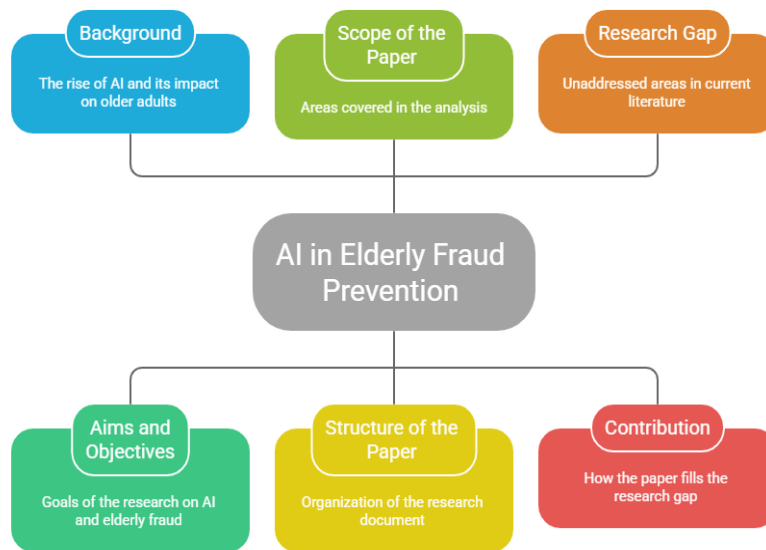 Background
The rise of AI and its impact
on older adults
Scope of the
Paper
Areas covered in the analysis
Research Gap
Unaddressed areas in current
literature
AI in Elderly Fraud
Prevention
Aims and
Objectives
Goals of the research on AI
and elderly fraud
Structure of the
Paper
Organization of the research
document
Contribution
How the paper fills the
research gap